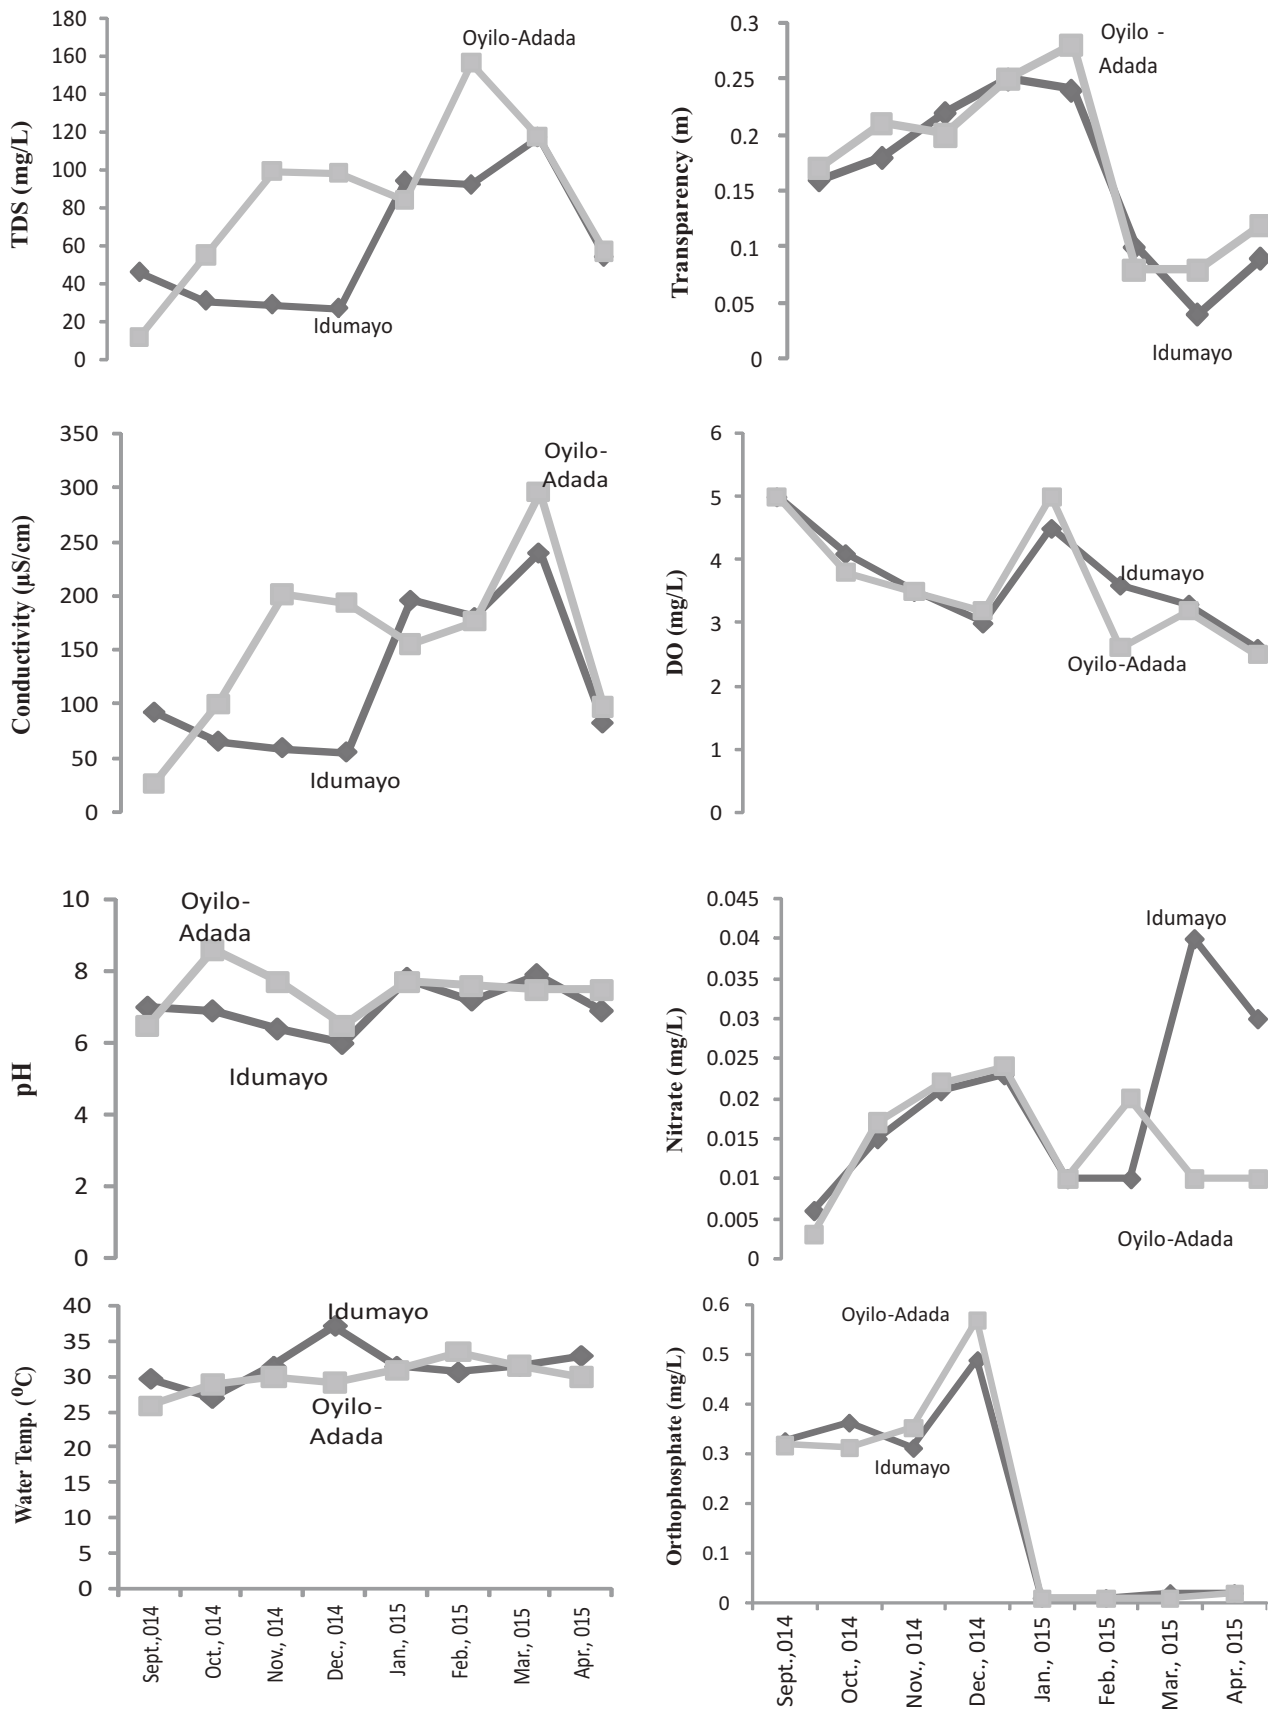 180
160
140
120
100
80
60
40
20
0
TDS (mg/L)
Oyilo-Adada
Idumayo
0.3
0.25
0.2
0.15
0.1
0.05
0
Transparency (m)
Oyilo -
Adada
Idumayo
350
300
250
200
150
100
50
0
Conductivity (µS/cm)
Oyilo-
Adada
Idumayo
6
5
4
3
2
1
0
DO (mg/L)
Idumayo
Oyilo-Adada
10
8
6
4
2
0
pH
Oyilo-
Adada
Idumayo
0.045
0.04
0.035
0.03
0.025
0.02
0.015
0.01
0.005
0
Nitrate (mg/L)
Idumayo
Oyilo-Adada
40
35
30
25
20
15
10
5
0
Water Temp. (⁰C)
Idumayo
Oyilo-
Adada
Sept.,014
Oct., 014
Nov., 014
Dec., 014
Jan., 015
Feb., 015
Mar., 015
Apr., 015
0.6
0.5
0.4
0.3
0.2
0.1
0
Orthophosphate (mg/L)
Oyilo-Adada
Idumayo
Sept.,014
Oct., 014
Nov., 014
Dec., 014
Jan., 015
Feb., 015
Mar., 015
Apr., 015